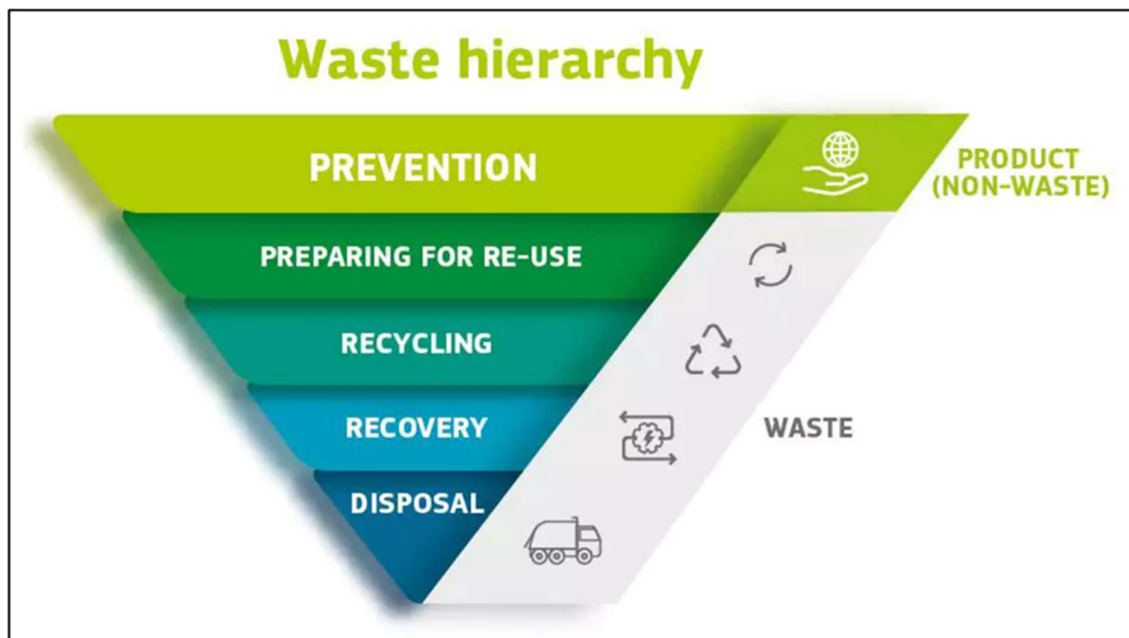 Waste hierarchy
PREVENTION
PRODUCT
(NON-WASTE)
PREPARING FOR RE-USE
RECYCLING
RECOVERY
WASTE
DISPOSAL